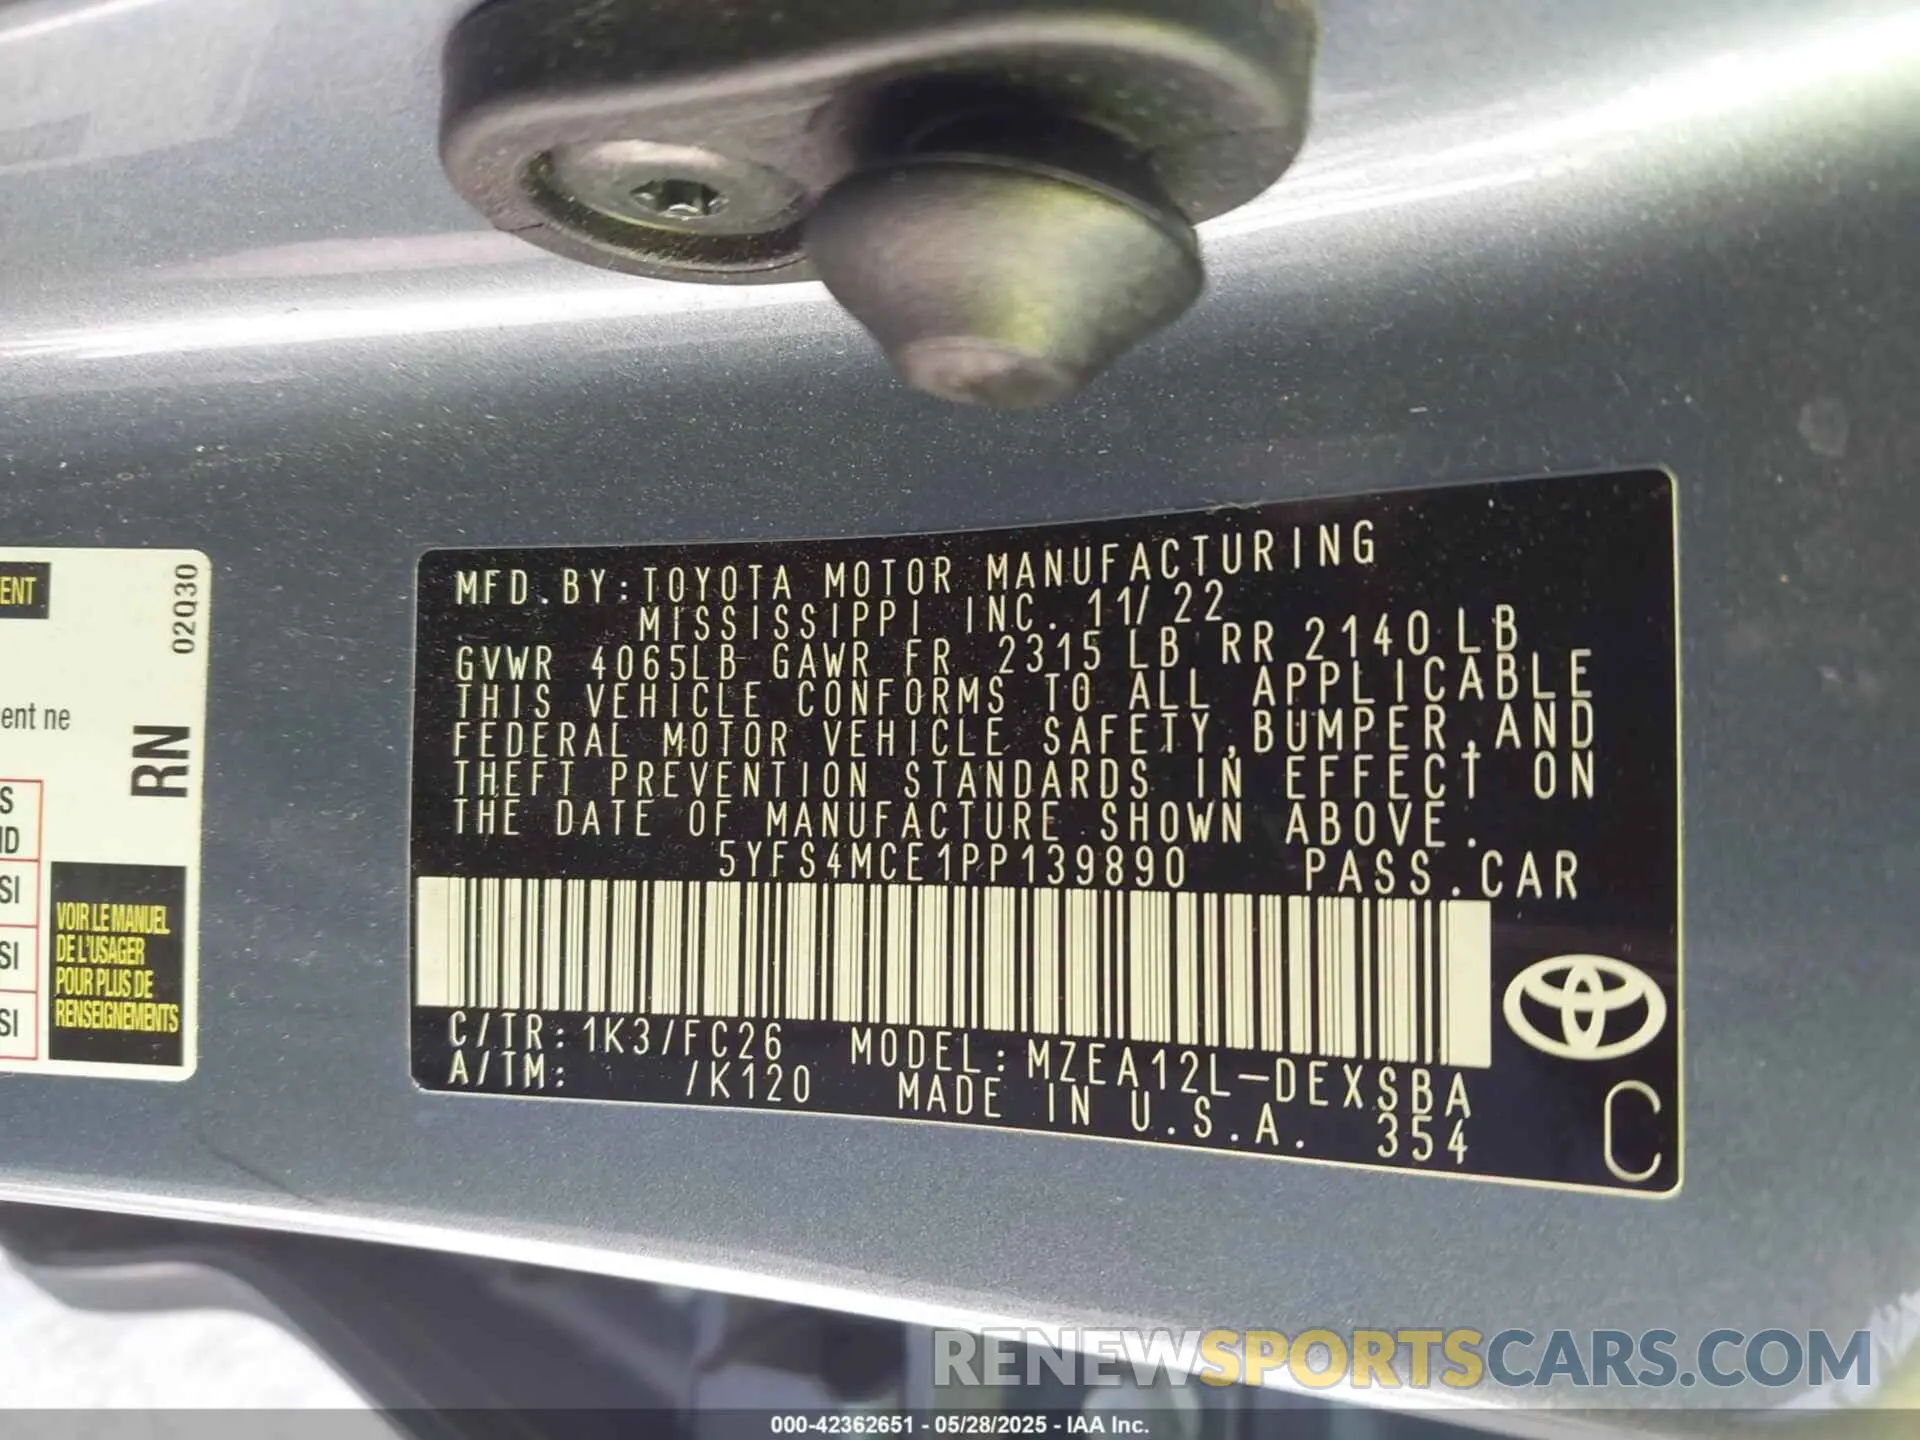 ENT
02Q30
ent ne
RN
S
ND
SI
SI
SI
VOIR LE MANUEL
DE L'USAGER
POUR PLUS DE
RENSEIGNEMENTS
MFD.BY:TOYOTA MOTOR MANUFACTURING
MISSISSIPPI INC. 11/22
GVWR 4065LB GAWR FR 2315 LB RR 2140 LB
THIS VEHICLE CONFORMS TO ALL APPLICABLE
FEDERAL MOTOR VEHICLE SAFETY,BUMPER,AND
THEFT PREVENTION STANDARDS IN EFFECT ON
THE DATE OF MANUFACTURE SHOWN ABOVE.
5YFS4MCE1PP139890 PASS.CAR
C/TR:1K3/FC26 MODEL:MZEA12L-DEXSBA
A/TM: /K120 MADE IN U.S.A. 354
C
RENEWSPORTSCARS.COM
000-42362651 - 05/28/2025 - IAA Inc.